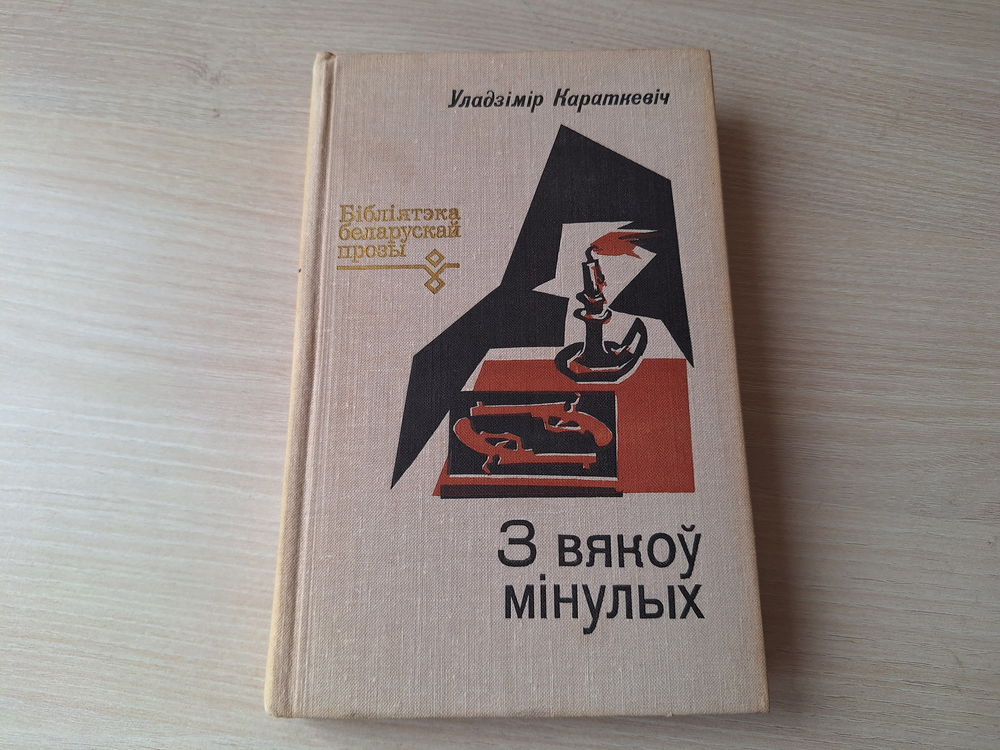 Уладзімір Караткевіч
Бібліятэка
беларускай
прозы
З вякоў
мінулых